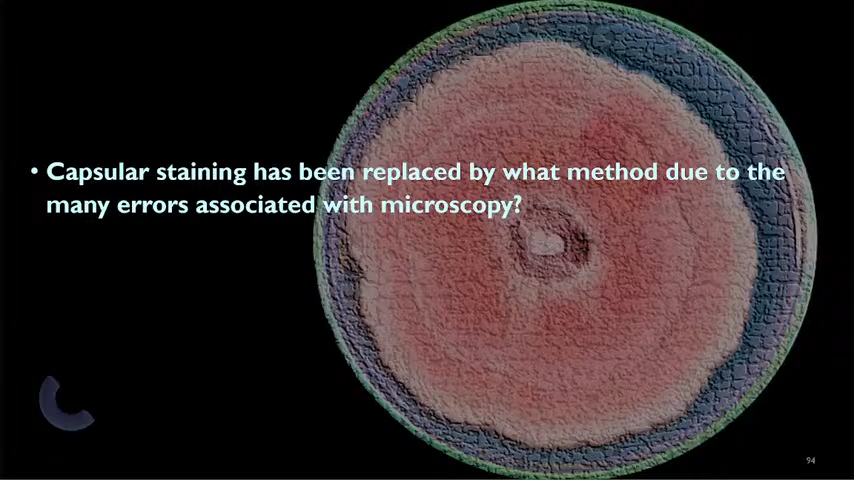 • Capsular staining has been replaced by what method due to the
many errors associated with microscopy?
94